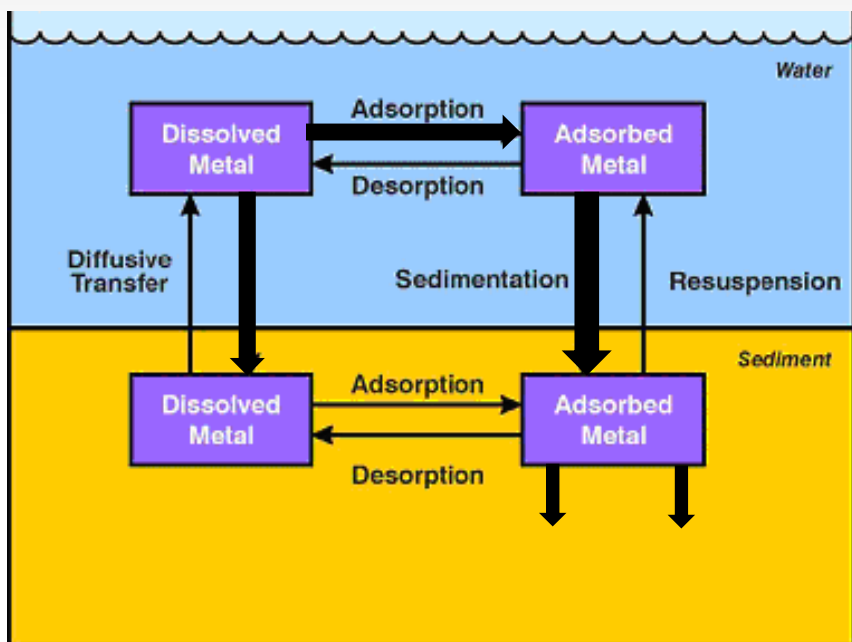 Water
Adsorption
Dissolved
Metal
Adsorbed
Metal
Desorption
Diffusive
Transfer
Sedimentation
Resuspension
Sediment
Adsorption
Dissolved
Metal
Adsorbed
Metal
Desorption